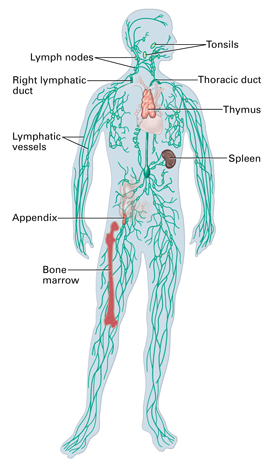 Tonsils
Lymph nodes
Right lymphatic
duct
Thoracic duct
Thymus
Lymphatic
vessels
Spleen
Appendix
Bone
marrow